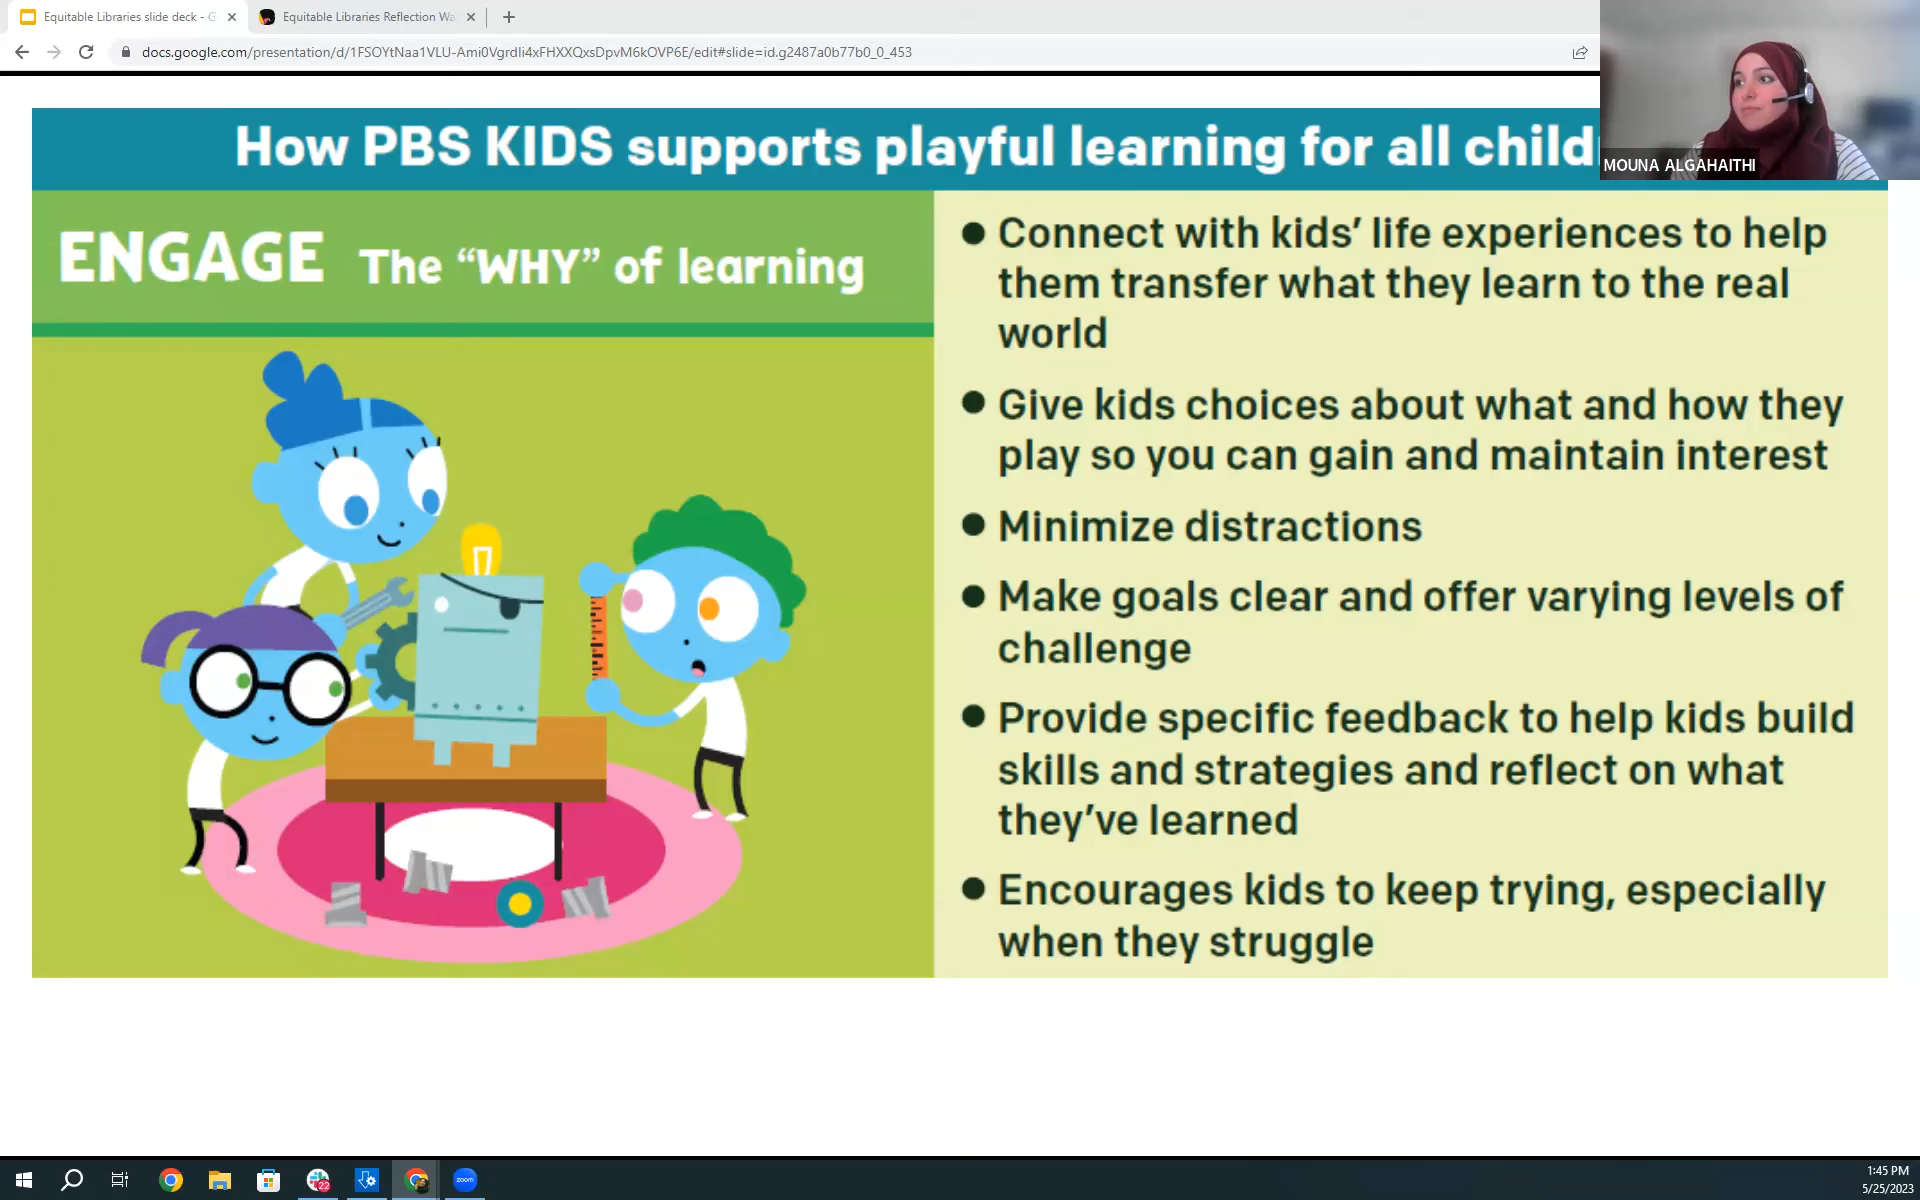 Equitable Libraries slide deck - G
Equitable Libraries Reflection Wa
docs.google.com/presentation/d/1FSOYtNaa1VLU-Ami0Vgrdli4xFHXXQxsDpvM6kOVP6E/edit#slide=id.g2487a0b77b0_0_453
MOUNA ALGAHAITHI
How PBS KIDS supports playful learning for all child
ENGAGE The “WHY” of learning
● Connect with kids’ life experiences to help
them transfer what they learn to the real
world
● Give kids choices about what and how they
play so you can gain and maintain interest
● Minimize distractions
● Make goals clear and offer varying levels of
challenge
● Provide specific feedback to help kids build
skills and strategies and reflect on what
they’ve learned
● Encourages kids to keep trying, especially
when they struggle
22
zoom
1:45 PM
5/25/2023